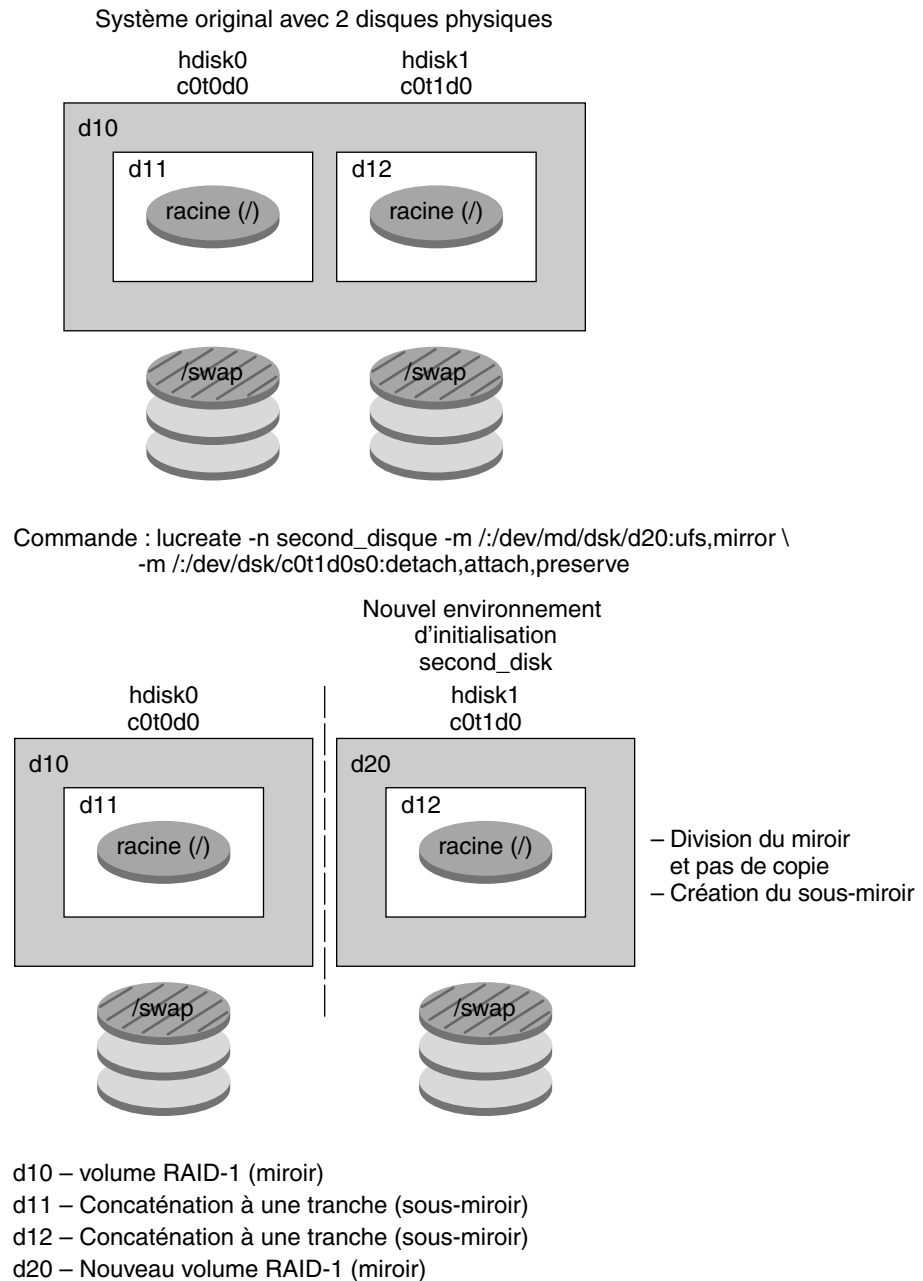 Système original avec 2 disques physiques
hdisk0
c0t0d0
hdisk1
c0t1d0
d10
d11
racine (/)
d12
racine (/)
/swap
/swap
Commande : lucreate -n second_disque -m /:/dev/md/dsk/d20:ufs,mirror \
-m /:/dev/dsk/c0t1d0s0:detach,attach,preserve
Nouvel environnement
d'initialisation
second_disk
hdisk0
c0t0d0
hdisk1
c0t1d0
d10
d11
racine (/)
d20
d12
racine (/)
– Division du miroir
et pas de copie
– Création du sous-miroir
/swap
/swap
d10 – volume RAID-1 (miroir)
d11 – Concaténation à une tranche (sous-miroir)
d12 – Concaténation à une tranche (sous-miroir)
d20 – Nouveau volume RAID-1 (miroir)